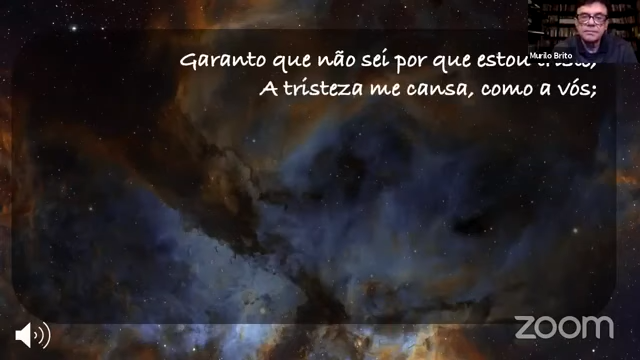 Murilo Brito
Garanto que não sei por que estou
A tristeza me cansa, como a vós;
zoom